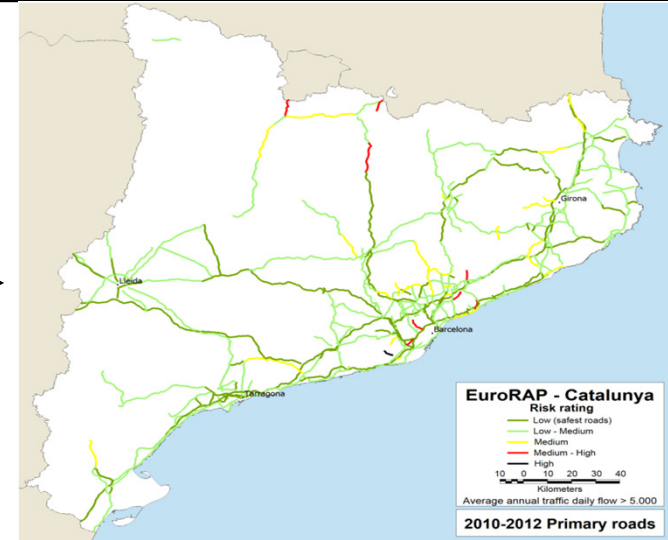 Girona
Lleida
Barcelona
Tarragona
EuroRAP - Catalunya
Risk rating
Low (safest roads)
Low - Medium
Medium
Medium - High
High
10 0 10 20 30 40
Kilometers
Average annual traffic daily flow > 5.000
2010-2012 Primary roads